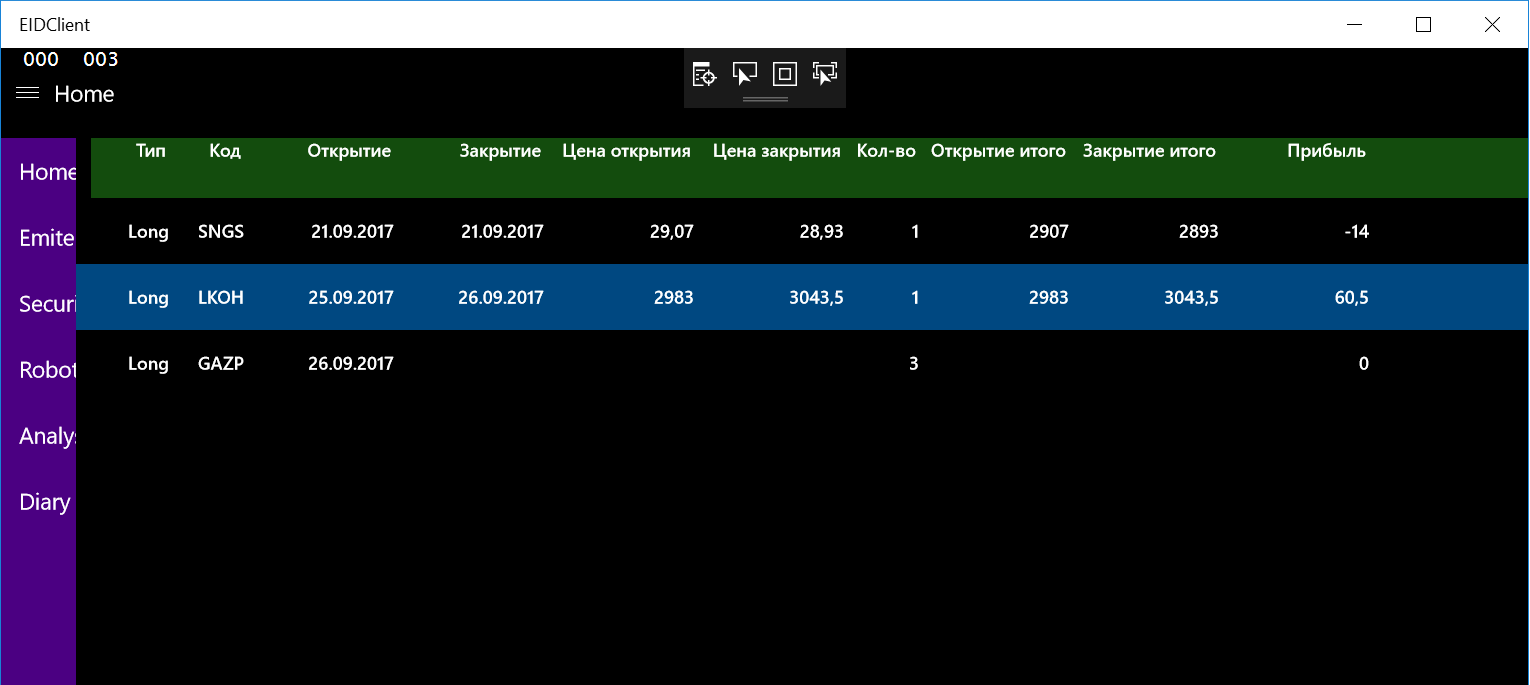 EIDClient
000 003
Home
Тип Код Открытие Закрытие Цена открытия Цена закрытия Кол-во Открытие итого Закрытие итого Прибыль
Home
Long SNGS 21.09.2017 21.09.2017 29,07 28,93 1 2907 2893 -14
Emite
Long LKOH 25.09.2017 26.09.2017 2983 3043,5 1 2983 3043,5 60,5
Securi
Long GAZP 26.09.2017 3 0
Robot
Analys
Diary